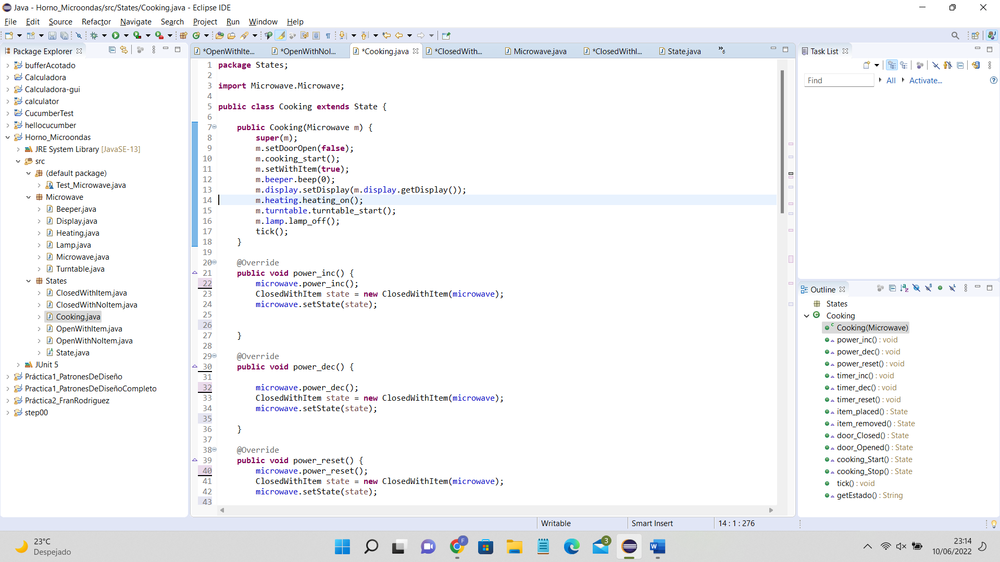 Java - Horno_Microondas/src/States/Cooking.java - Eclipse IDE
File Edit Source Refactor Navigate Search Project Run Window Help
Package Explorer
bufferAcotado
Calculadora
Calculadora-gui
calculator
CucumberTest
hellocucumber
Horno_Microondas
JRE System Library [JavaSE-13]
src
(default package)
Test_Microwave.java
Microwave
Beeper.java
Display.java
Heating.java
Lamp.java
Microwave.java
Turntable.java
States
ClosedWithItem.java
ClosedWithNoItem.java
Cooking.java
OpenWithItem.java
OpenWithNoItem.java
State.java
JUnit 5
Práctica1_PatronesDeDiseño
Practica1_PatronesDeDiseñoCompleto
Práctica2_FranRodriguez
step00
*OpenWithIte... *OpenWithNoI... *Cooking.java *ClosedWith... Microwave.java *ClosedWithI... State.java »6
1 package States;
2
3 import Microwave.Microwave;
4
5 public class Cooking extends State {
6
7 public Cooking(Microwave m) {
8 super(m);
9 m.setDoorOpen(false);
10 m.cooking_start();
11 m.setWithItem(true);
12 m.beeper.beep(0);
13 m.display.setDisplay(m.display.getDisplay());
14 m.heating.heating_on();
15 m.turntable.turntable_start();
16 m.lamp.lamp_off();
17 tick();
18 }
19
20 @Override
21 public void power_inc() {
22 microwave.power_inc();
23 ClosedWithItem state = new ClosedWithItem(microwave);
24 microwave.setState(state);
25
26
27 }
28
29 @Override
30 public void power_dec() {
31
32 microwave.power_dec();
33 ClosedWithItem state = new ClosedWithItem(microwave);
34 microwave.setState(state);
35
36 }
37
38 @Override
39 public void power_reset() {
40 microwave.power_reset();
41 ClosedWithItem state = new ClosedWithItem(microwave);
42 microwave.setState(state);
43
Task List
Find All Activate...
Outline
States
Cooking
Cooking(Microwave)
power_inc() : void
power_dec() : void
power_reset() : void
timer_inc() : void
timer_dec() : void
timer_reset() : void
item_placed() : State
item_removed() : State
door_Closed() : State
door_Opened() : State
cooking_Start() : State
cooking_Stop() : State
tick() : void
getEstado() : String
Writable Smart Insert 14 : 1 : 276
23°C
Despejado
F
3
W
23:14
10/06/2022